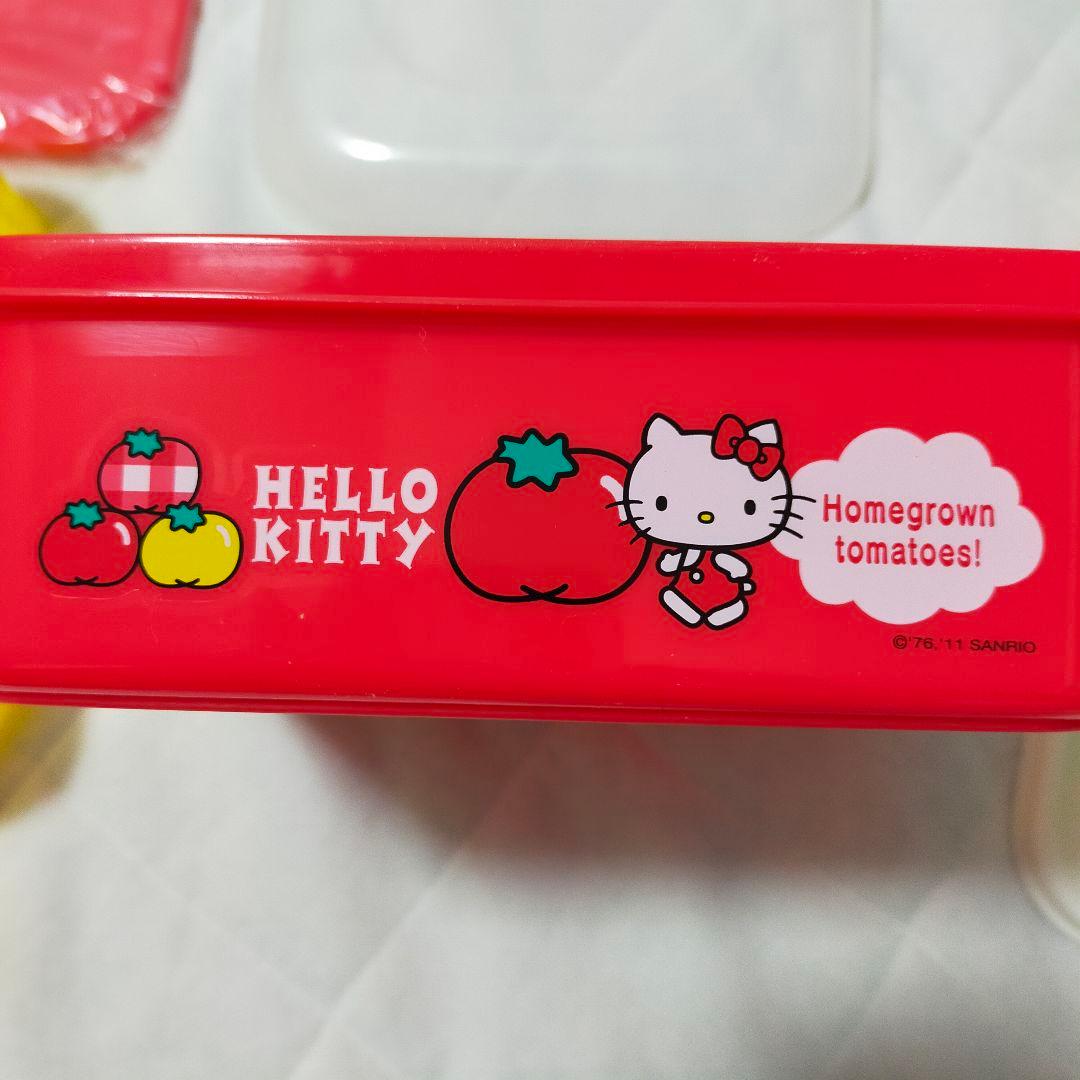 HELLO
KITTY
Homegrown
tomatoes!
©'76,'11 SANRIO